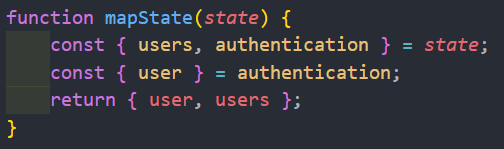 function mapState(state) {
    const { users, authentication } = state;
    const { user } = authentication;
    return { user, users };
}